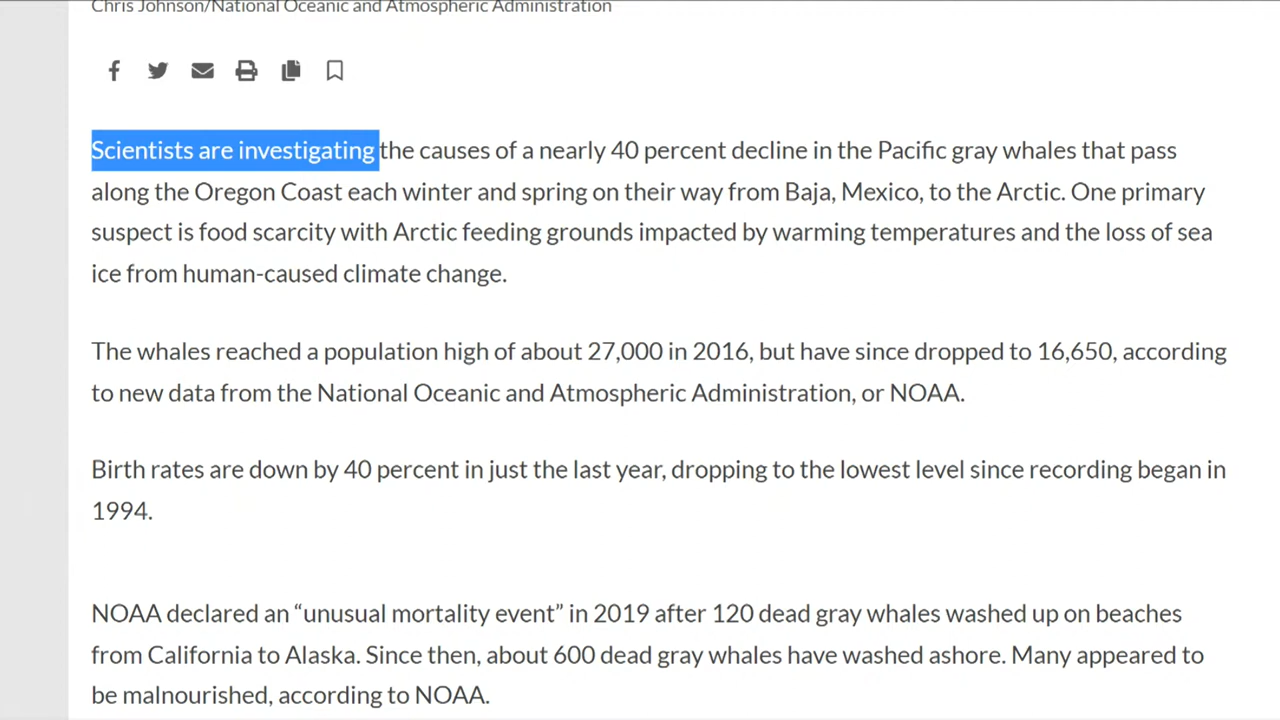 Chris Johnson/National Oceanic and Atmospheric Administration
Scientists are investigating the causes of a nearly 40 percent decline in the Pacific gray whales that pass
along the Oregon Coast each winter and spring on their way from Baja, Mexico, to the Arctic. One primary
suspect is food scarcity with Arctic feeding grounds impacted by warming temperatures and the loss of sea
ice from human-caused climate change.
The whales reached a population high of about 27,000 in 2016, but have since dropped to 16,650, according
to new data from the National Oceanic and Atmospheric Administration, or NOAA.
Birth rates are down by 40 percent in just the last year, dropping to the lowest level since recording began in
1994.
NOAA declared an “unusual mortality event” in 2019 after 120 dead gray whales washed up on beaches
from California to Alaska. Since then, about 600 dead gray whales have washed ashore. Many appeared to
be malnourished, according to NOAA.